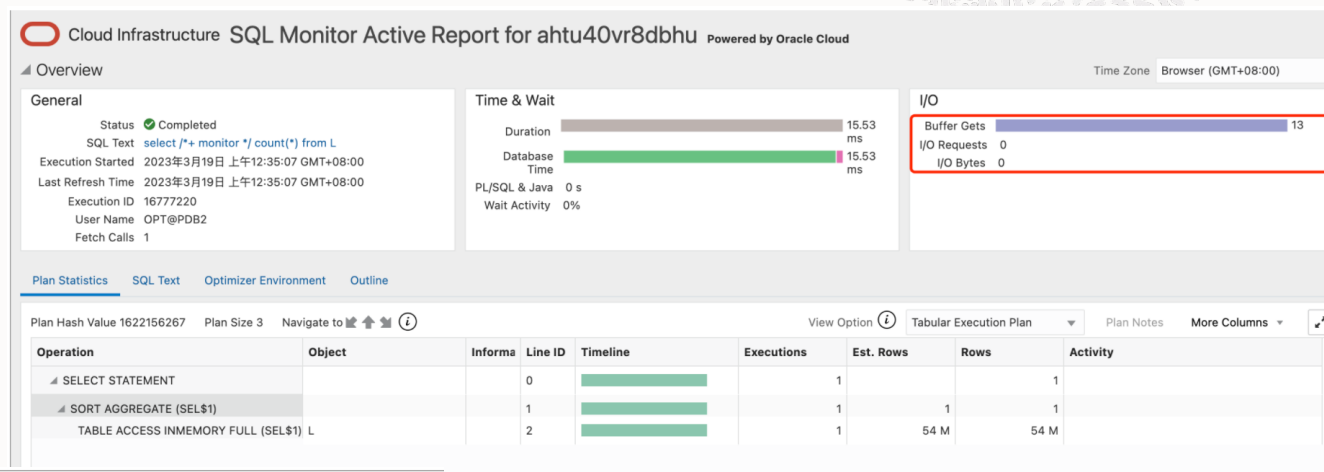 Cloud Infrastructure SQL Monitor Active Report for ahtu40vr8dbhu Powered by Oracle Cloud
Overview
Time Zone Browser (GMT+08:00)
General
Status Completed
SQL Text select /*+ monitor */ count(*) from L
Execution Started 2023年3月19日 上午12:35:07 GMT+08:00
Last Refresh Time 2023年3月19日 上午12:35:07 GMT+08:00
Execution ID 16777220
User Name OPT@PDB2
Fetch Calls 1
Time & Wait
Duration 15.53 ms
Database Time 15.53 ms
PL/SQL & Java 0 s
Wait Activity 0%
I/O
Buffer Gets 13
I/O Requests 0
I/O Bytes 0
Plan Statistics SQL Text Optimizer Environment Outline
Plan Hash Value 1622156267 Plan Size 3 Navigate to i View Option i Tabular Execution Plan Plan Notes More Columns
Operation Object Informa Line ID Timeline Executions Est. Rows Rows Activity
SELECT STATEMENT 0 1 1
SORT AGGREGATE (SEL$1) 1 1 1 1
TABLE ACCESS INMEMORY FULL (SEL$1) L 2 1 54 M 54 M